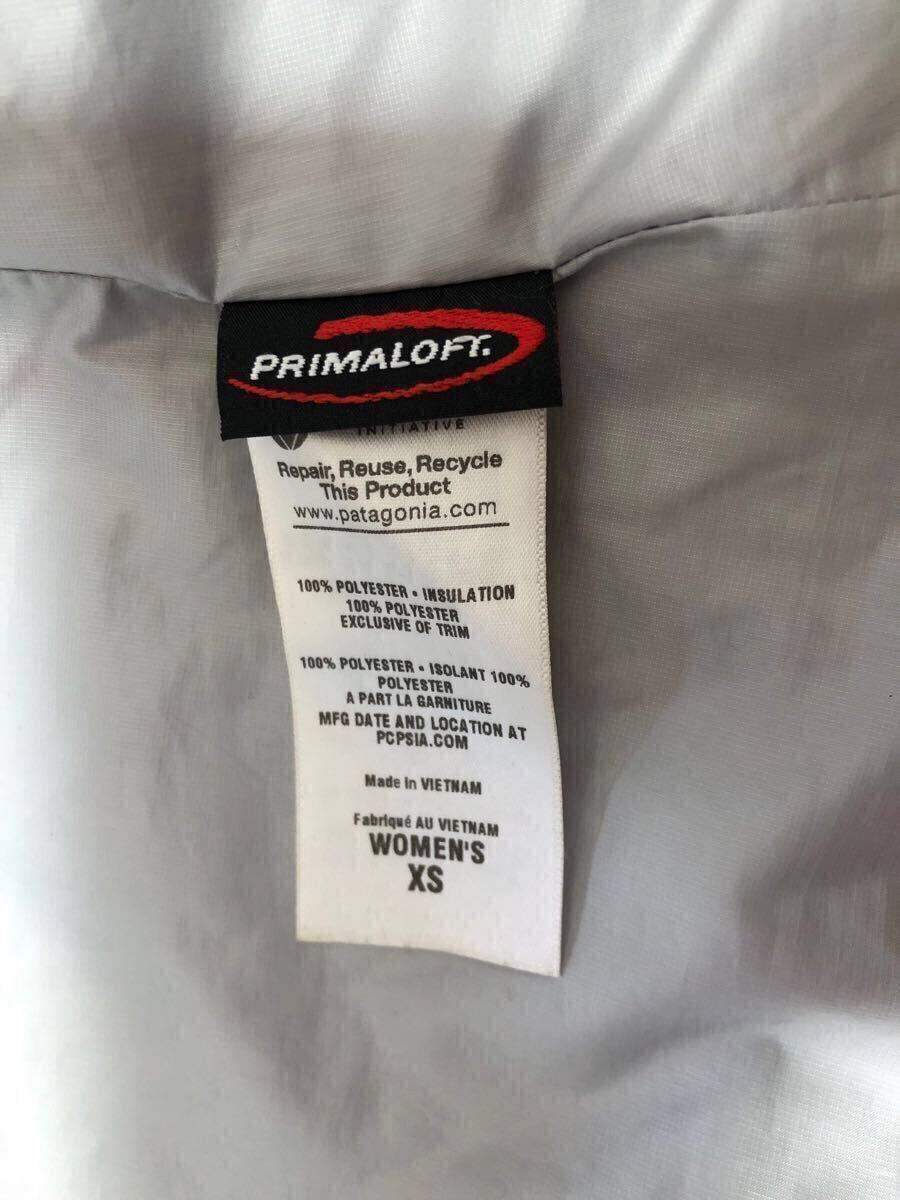 PRIMALOFT.
INITIATIVE
Repair, Reuse, Recycle
This Product
www.patagonia.com
100% POLYESTER • INSULATION
100% POLYESTER
EXCLUSIVE OF TRIM
100% POLYESTER • ISOLANT 100%
POLYESTER
A PART LA GARNITURE
MFG DATE AND LOCATION AT
PCPSIA.COM
Made in VIETNAM
Fabriqué AU VIETNAM
WOMEN'S
XS